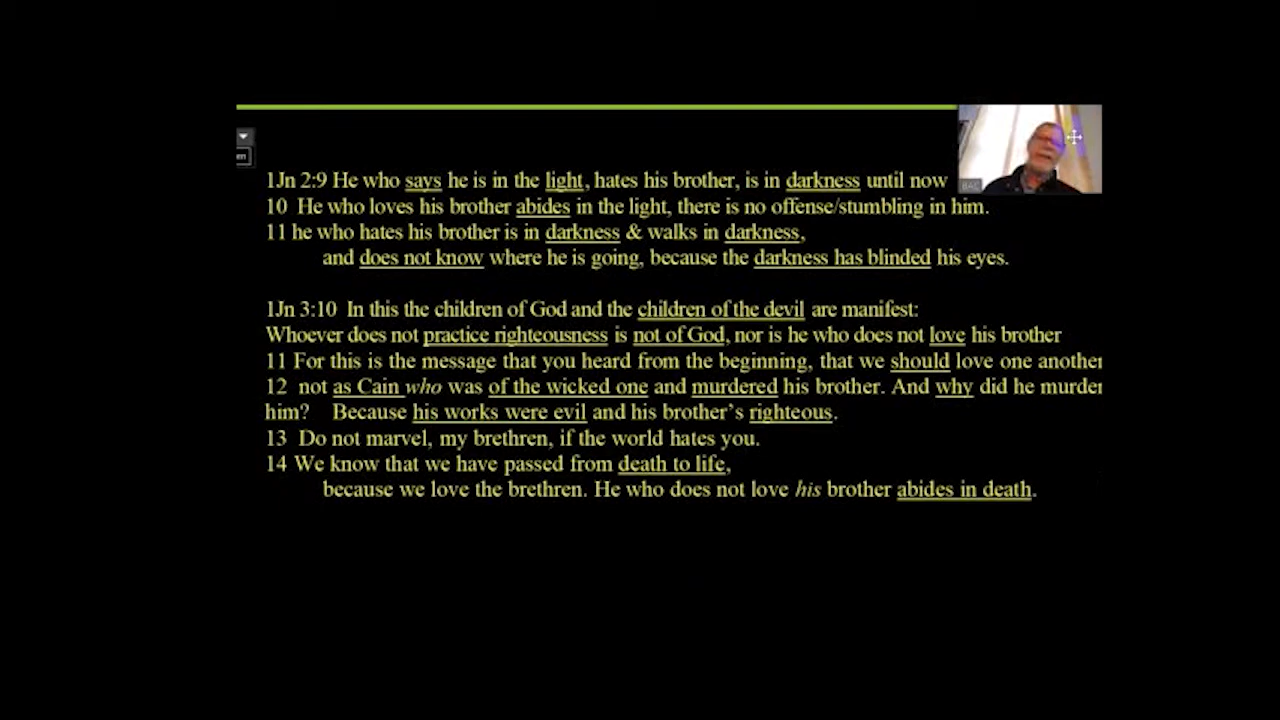 1Jn 2:9 He who says he is in the light, hates his brother, is in darkness until now
10 He who loves his brother abides in the light, there is no offense/stumbling in him.
11 he who hates his brother is in darkness & walks in darkness,
and does not know where he is going, because the darkness has blinded his eyes.
1Jn 3:10 In this the children of God and the children of the devil are manifest:
Whoever does not practice righteousness is not of God, nor is he who does not love his brother
11 For this is the message that you heard from the beginning, that we should love one another
12 not as Cain who was of the wicked one and murdered his brother. And why did he murder
him? Because his works were evil and his brother's righteous.
13 Do not marvel, my brethren, if the world hates you.
14 We know that we have passed from death to life,
because we love the brethren. He who does not love his brother abides in death.